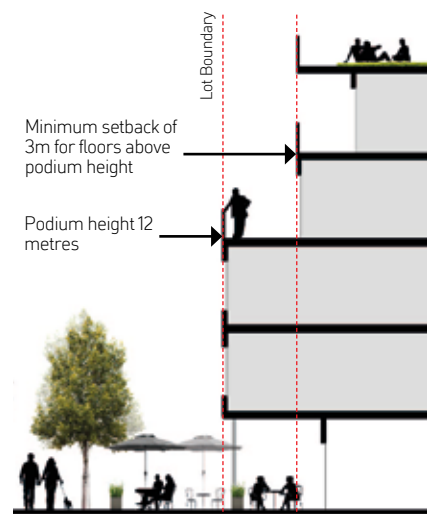 Lot Boundary
Minimum setback of
3m for floors above
podium height
Podium height 12
metres